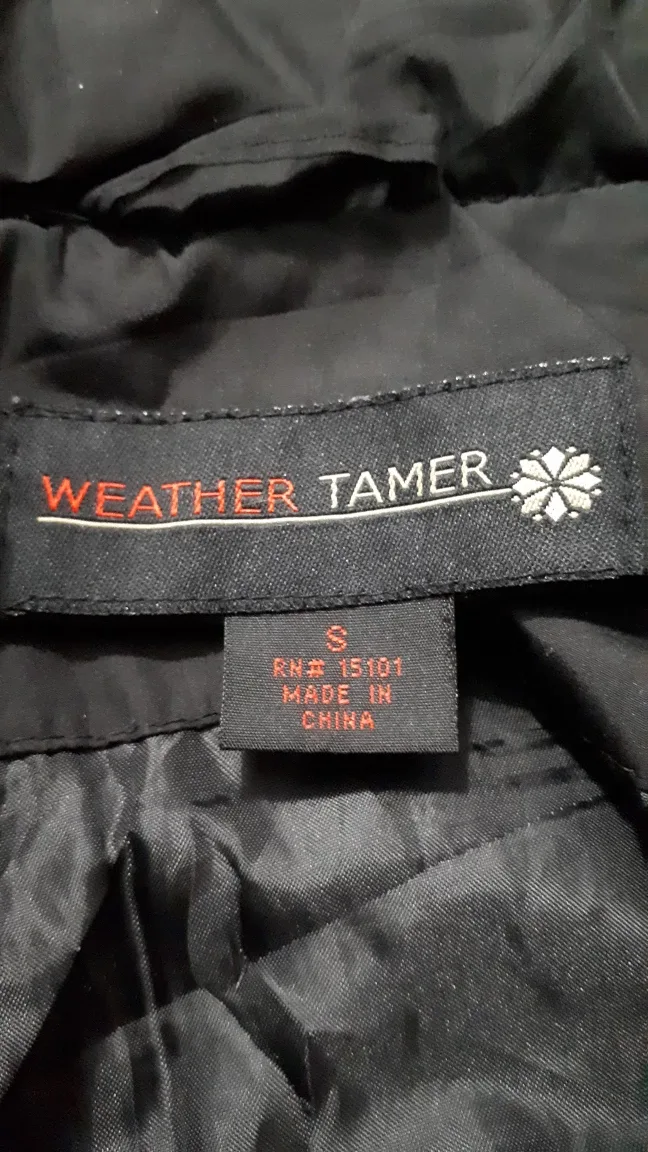 WEATHER TAMER
S
RN# 15101
MADE IN
CHINA